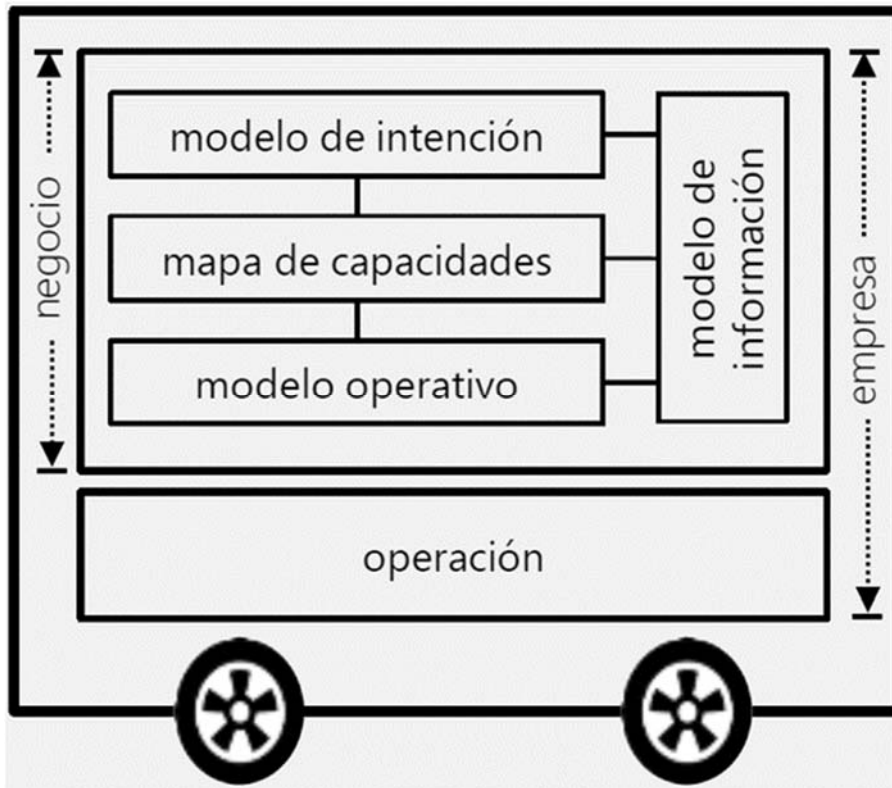 negocio
modelo de intención
mapa de capacidades
modelo operativo
modelo de
información
empresa
operación